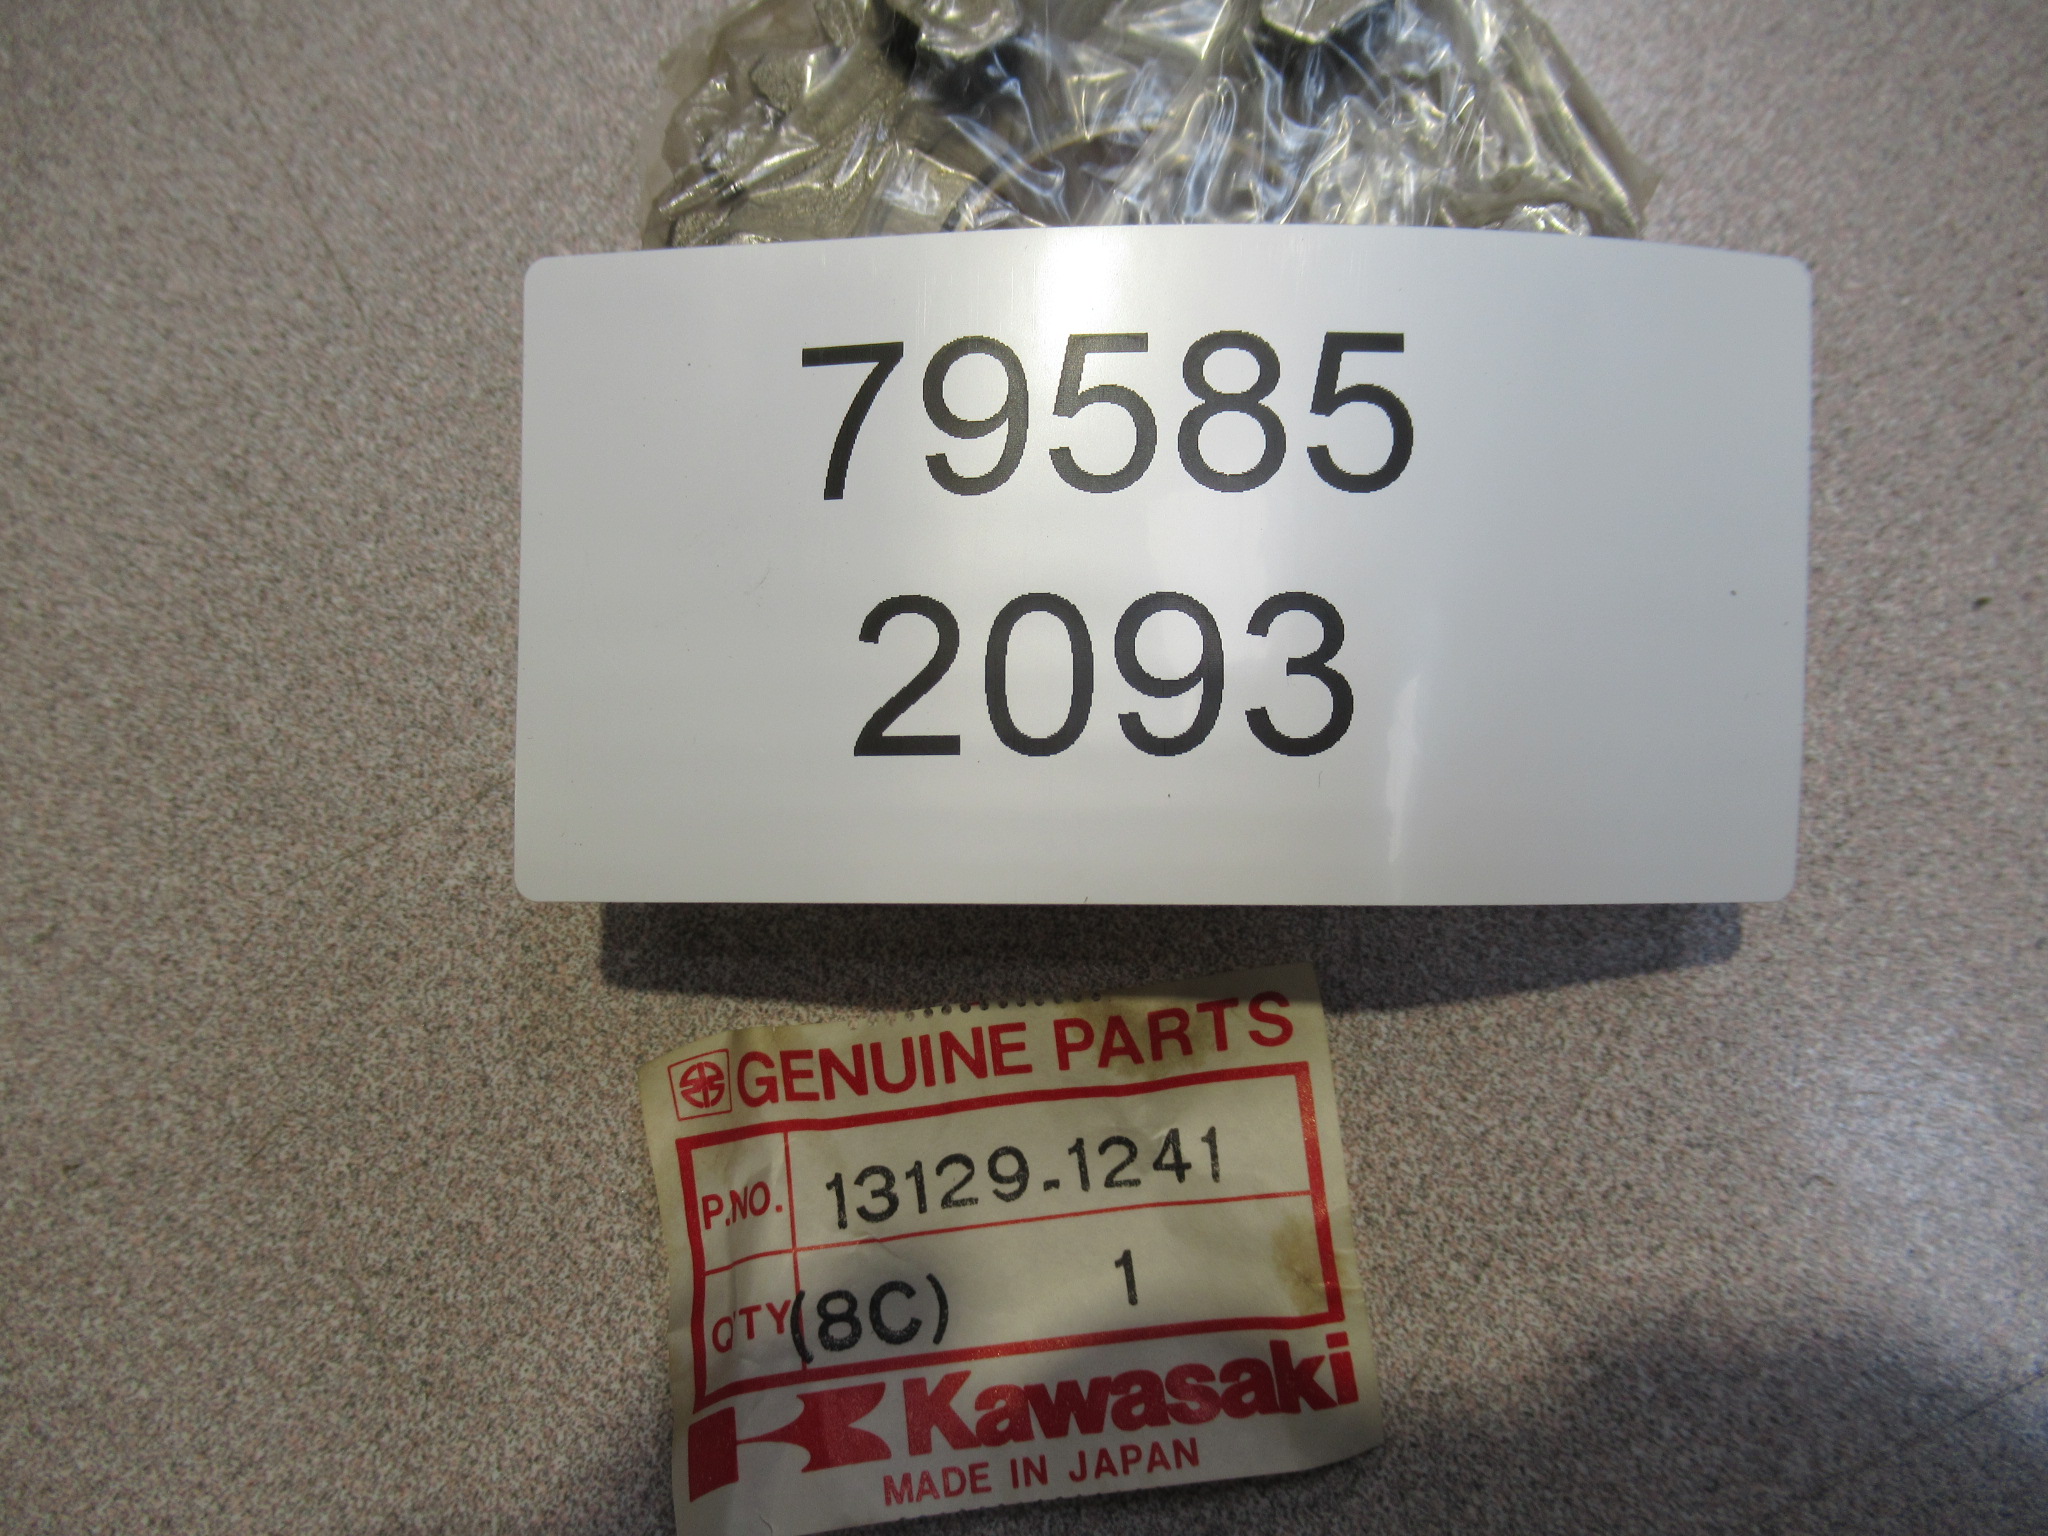 79585
2093
GENUINE PARTS
P.NO. 13129-1241
Q'TY (8C) 1
Kawasaki
MADE IN JAPAN